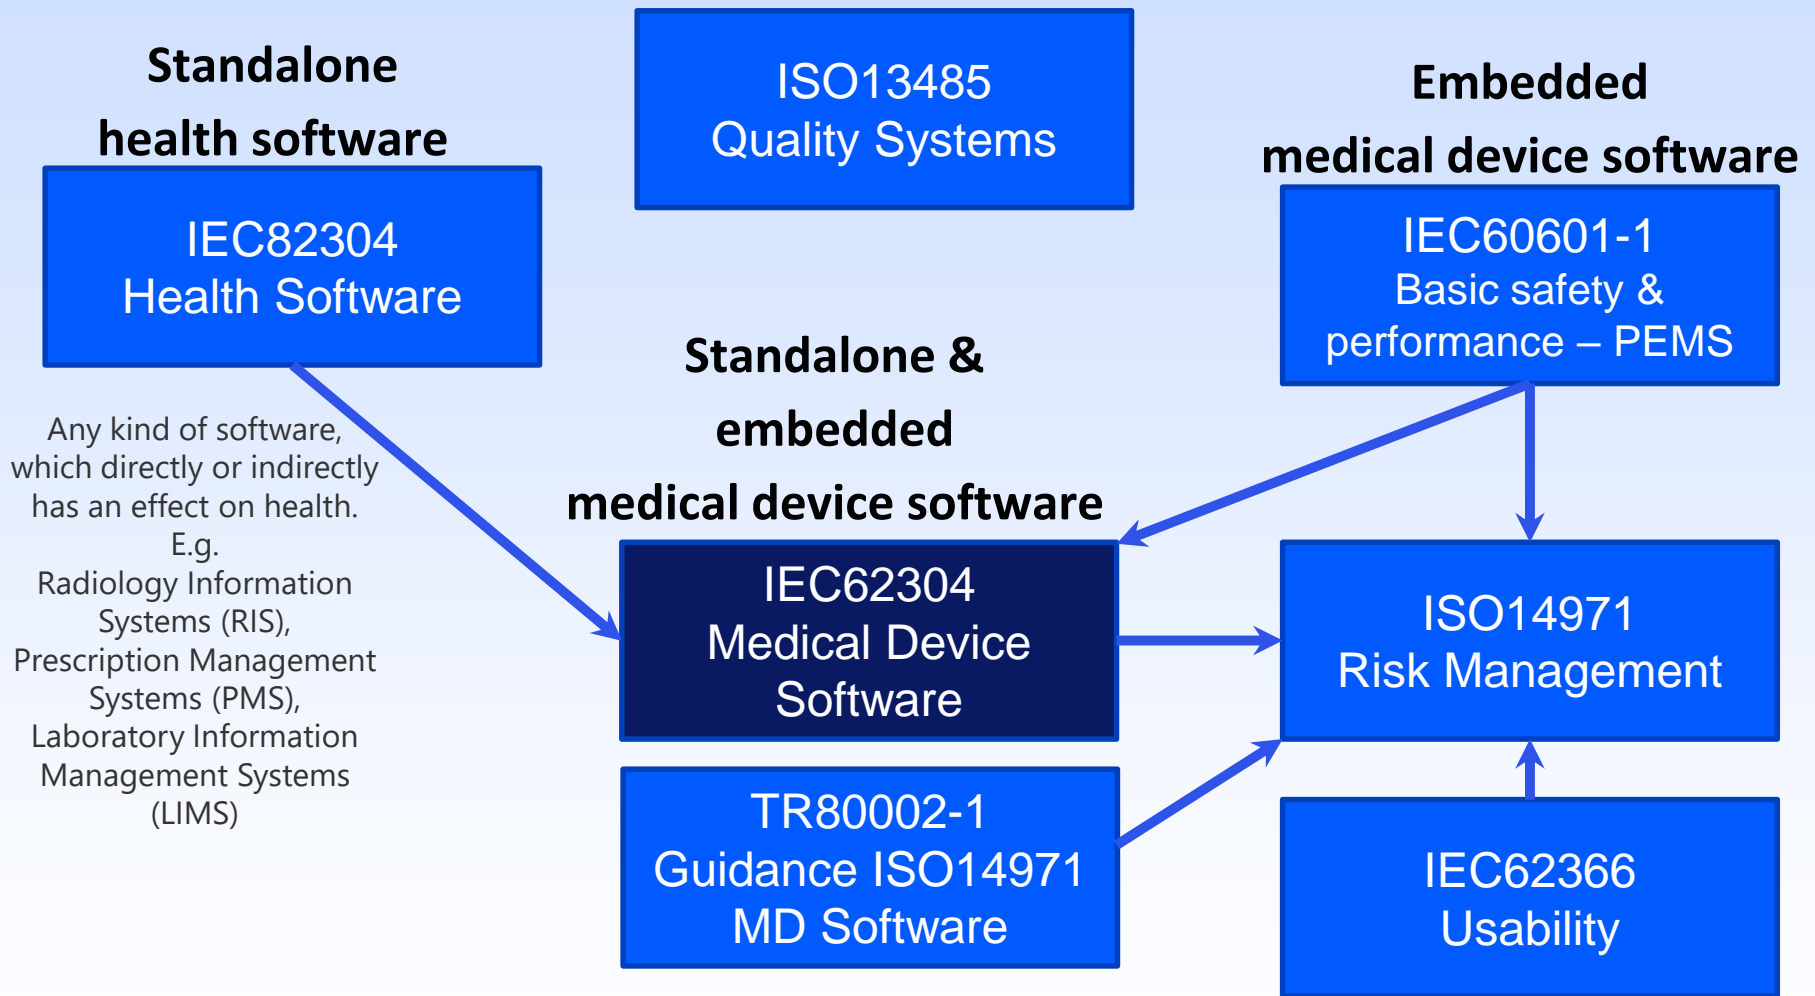 Standalone
health software
IEC82304
Health Software
Any kind of software,
which directly or indirectly
has an effect on health.
E.g.
Radiology Information
Systems (RIS),
Prescription Management
Systems (PMS),
Laboratory Information
Management Systems
(LIMS)
ISO13485
Quality Systems
Standalone &
embedded
medical device software
IEC62304
Medical Device
Software
TR80002-1
Guidance ISO14971
MD Software
Embedded
medical device software
IEC60601-1
Basic safety &
performance – PEMS
ISO14971
Risk Management
IEC62366
Usability